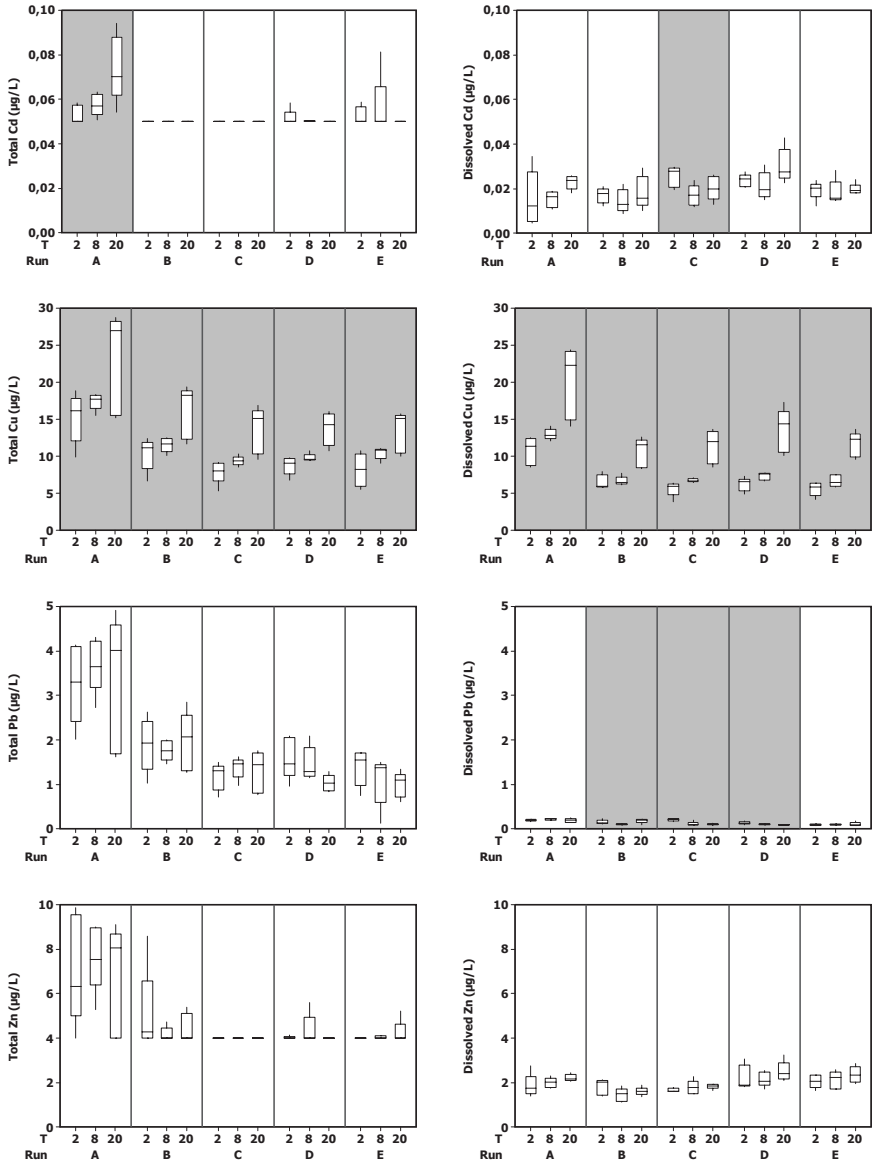 0,10
0,08
0,06
0,04
0,02
0,00
Total Cd (µg/L)
T 2 8 20 2 8 20 2 8 20 2 8 20 2 8 20
Run A B C D E
0,10
0,08
0,06
0,04
0,02
0,00
Dissolved Cd (µg/L)
T 2 8 20 2 8 20 2 8 20 2 8 20 2 8 20
Run A B C D E
30
25
20
15
10
5
0
Total Cu (µg/L)
T 2 8 20 2 8 20 2 8 20 2 8 20 2 8 20
Run A B C D E
30
25
20
15
10
5
0
Dissolved Cu (µg/L)
T 2 8 20 2 8 20 2 8 20 2 8 20 2 8 20
Run A B C D E
5
4
3
2
1
0
Total Pb (µg/L)
T 2 8 20 2 8 20 2 8 20 2 8 20 2 8 20
Run A B C D E
5
4
3
2
1
0
Dissolved Pb (µg/L)
T 2 8 20 2 8 20 2 8 20 2 8 20 2 8 20
Run A B C D E
10
8
6
4
2
0
Total Zn (µg/L)
T 2 8 20 2 8 20 2 8 20 2 8 20 2 8 20
Run A B C D E
10
8
6
4
2
0
Dissolved Zn (µg/L)
T 2 8 20 2 8 20 2 8 20 2 8 20 2 8 20
Run A B C D E